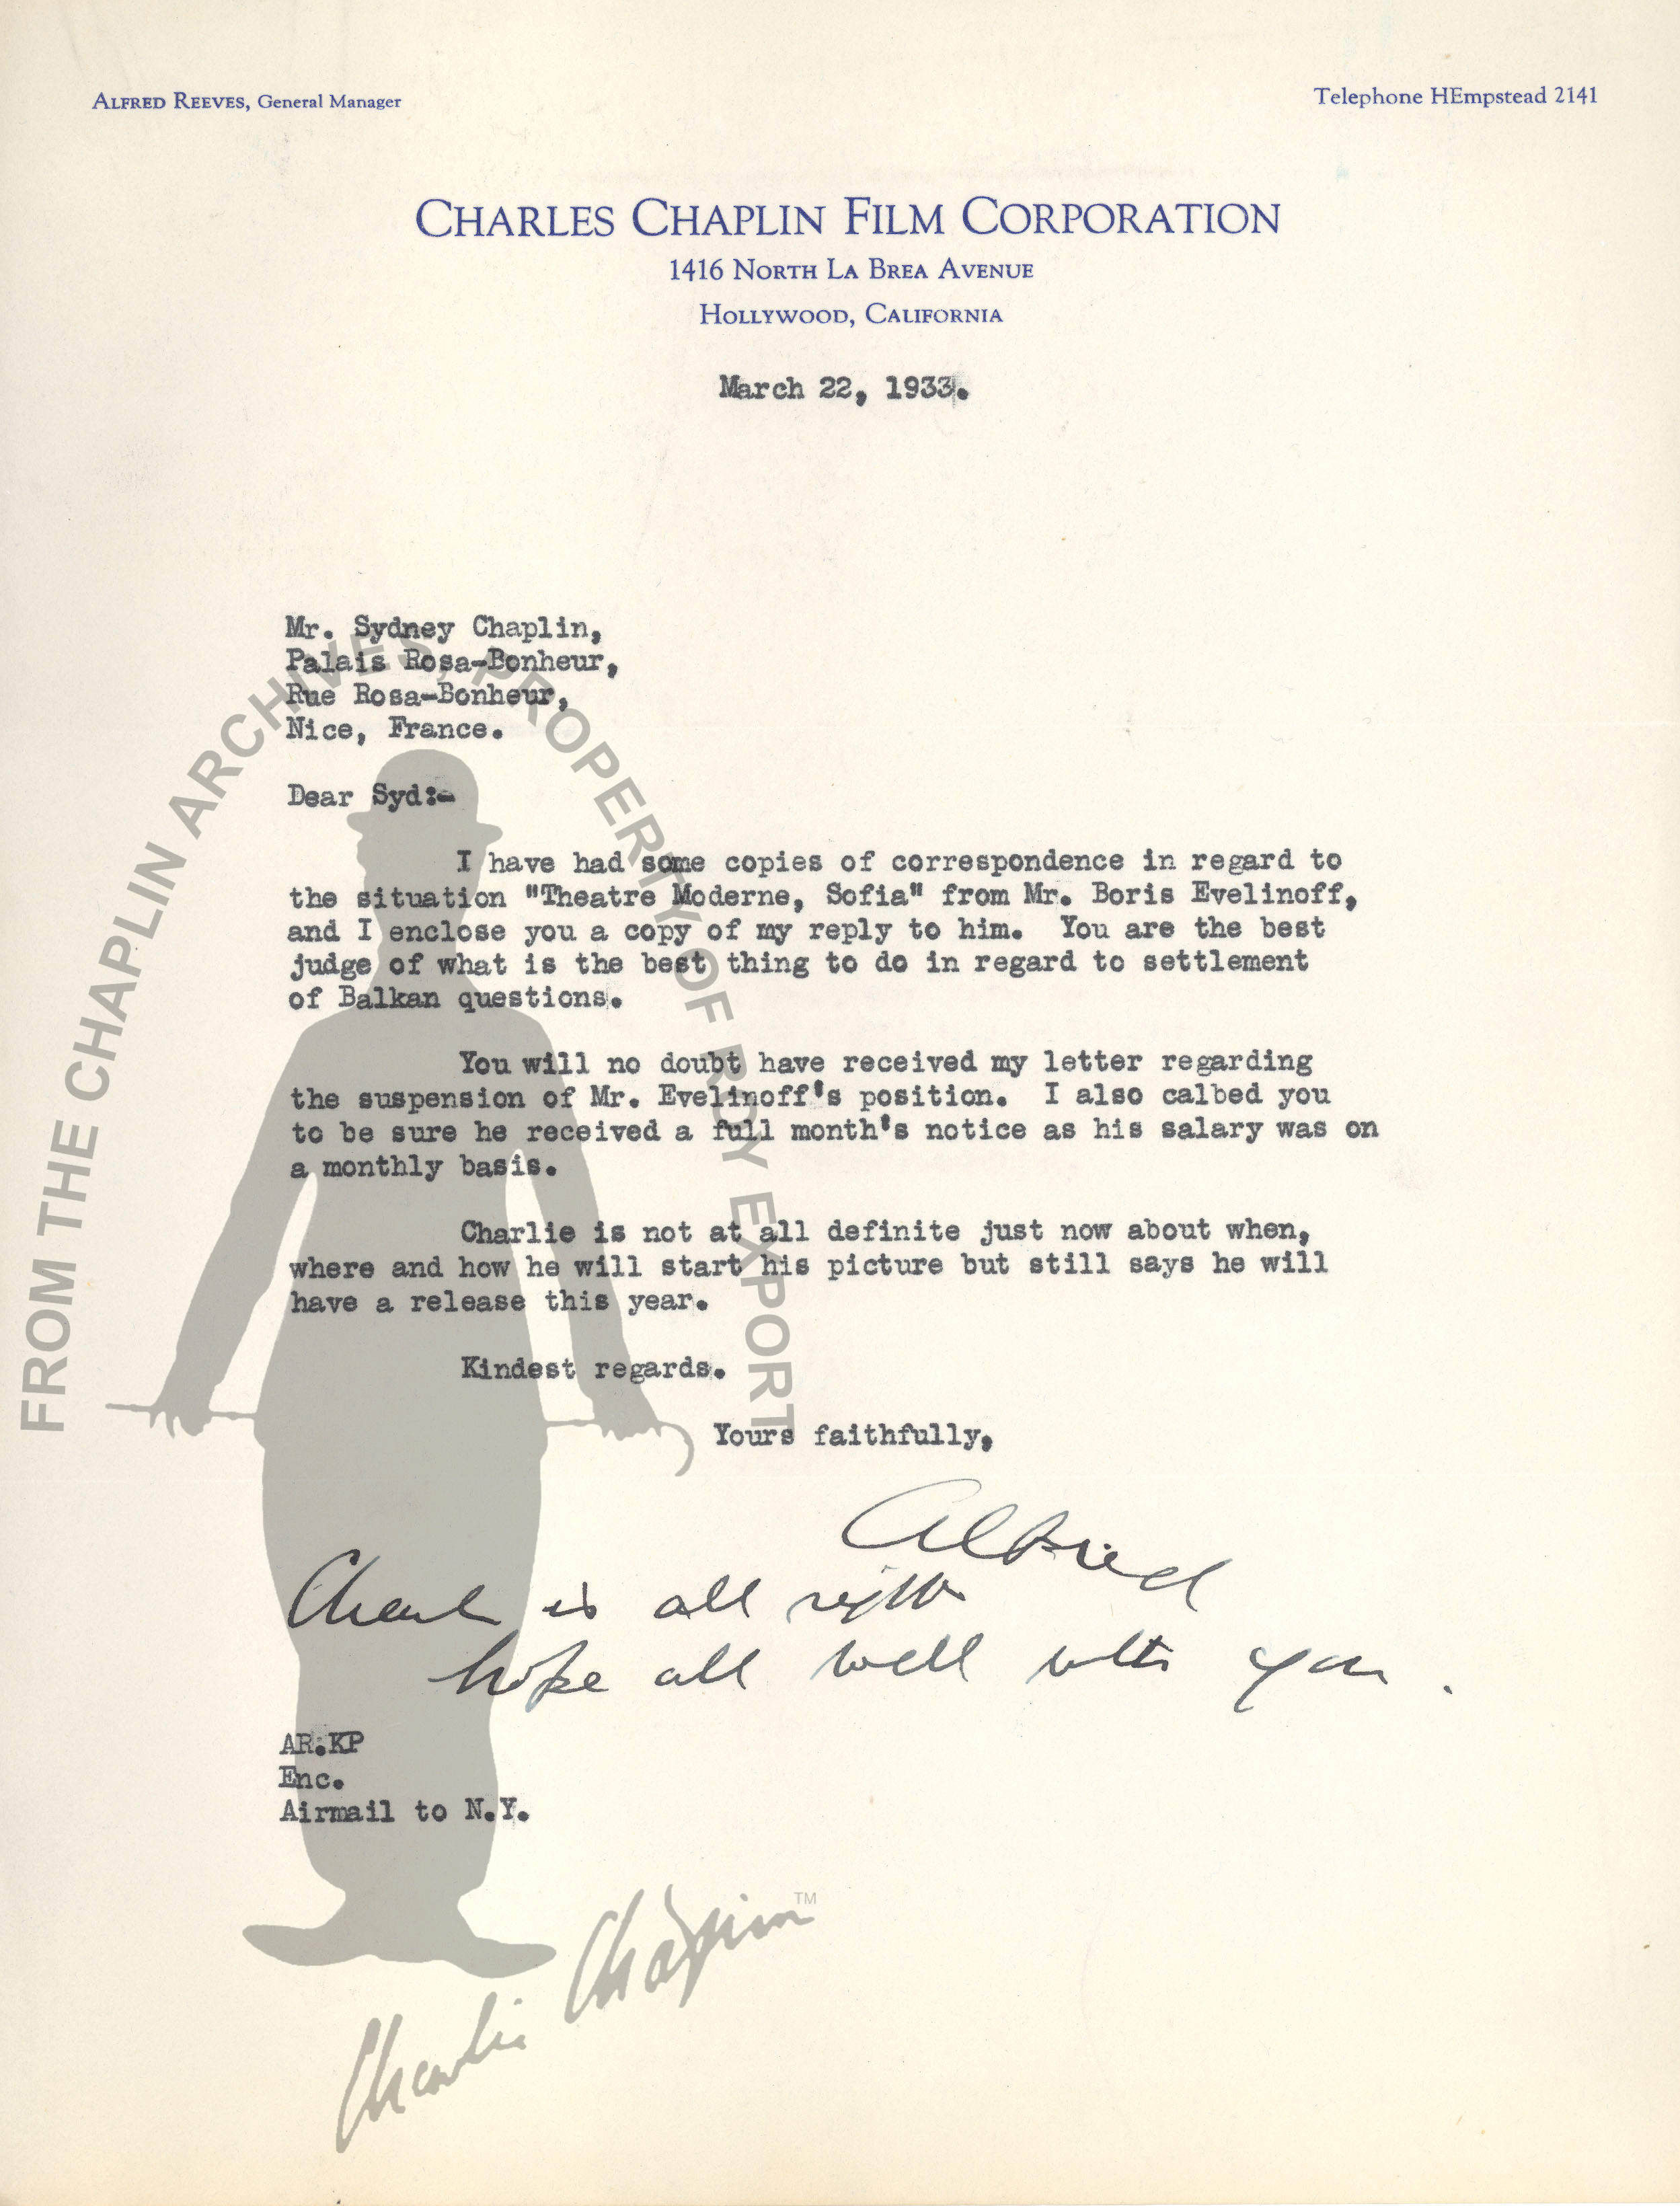 ALFRED REEVES, General Manager
Telephone HEmpstead 2141
CHARLES CHAPLIN FILM CORPORATION
1416 NORTH LA BREA AVENUE
HOLLYWOOD, CALIFORNIA
March 22, 1933.
Mr. Sydney Chaplin,
Palais Rosa-Bonheur,
Rue Rosa-Bonheur,
Nice, France.
Dear Syd:-
I have had some copies of correspondence in regard to
the situation "Theatre Moderne, Sofia" from Mr. Boris Evelinoff,
and I enclose you a copy of my reply to him. You are the best
judge of what is the best thing to do in regard to settlement
of Balkan questions.
You will no doubt have received my letter regarding
the suspension of Mr. Evelinoff's position. I also calbed you
to be sure he received a full month's notice as his salary was on
a monthly basis.
Charlie is not at all definite just now about when,
where and how he will start his picture but still says he will
have a release this year.
Kindest regards.
Yours faithfully,
Alfred
is all right
hope all well with you.
AR.KP
Enc.
Airmail to N.Y.
FROM THE CHAPLIN ARCHIVES, PROPERTY OF ROY EXPORT
Charlie Chaplin TM